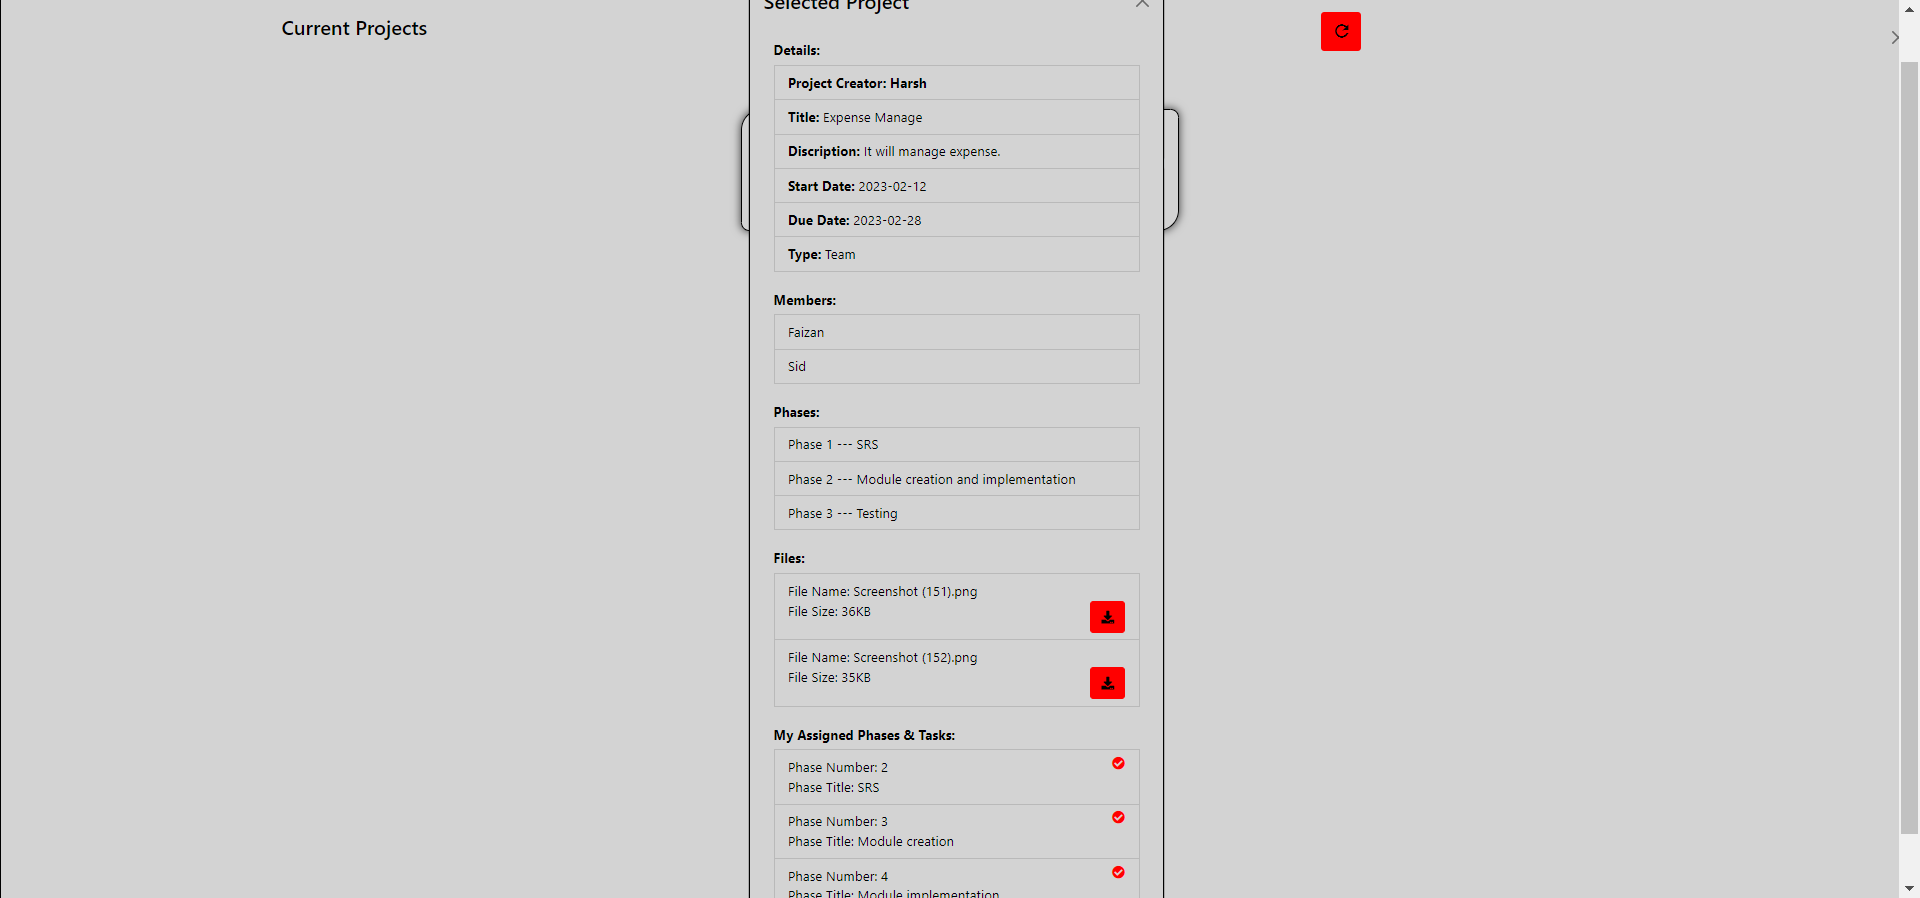 Selected Project
Current Projects
Details:
Project Creator: Harsh
Title: Expense Manage
Discription: It will manage expense.
Start Date: 2023-02-12
Due Date: 2023-02-28
Type: Team
Members:
Faizan
Sid
Phases:
Phase 1 --- SRS
Phase 2 --- Module creation and implementation
Phase 3 --- Testing
Files:
File Name: Screenshot (151).png
File Size: 36KB
File Name: Screenshot (152).png
File Size: 35KB
My Assigned Phases & Tasks:
Phase Number: 2
Phase Title: SRS
Phase Number: 3
Phase Title: Module creation
Phase Number: 4
Phase Title: Module implementation